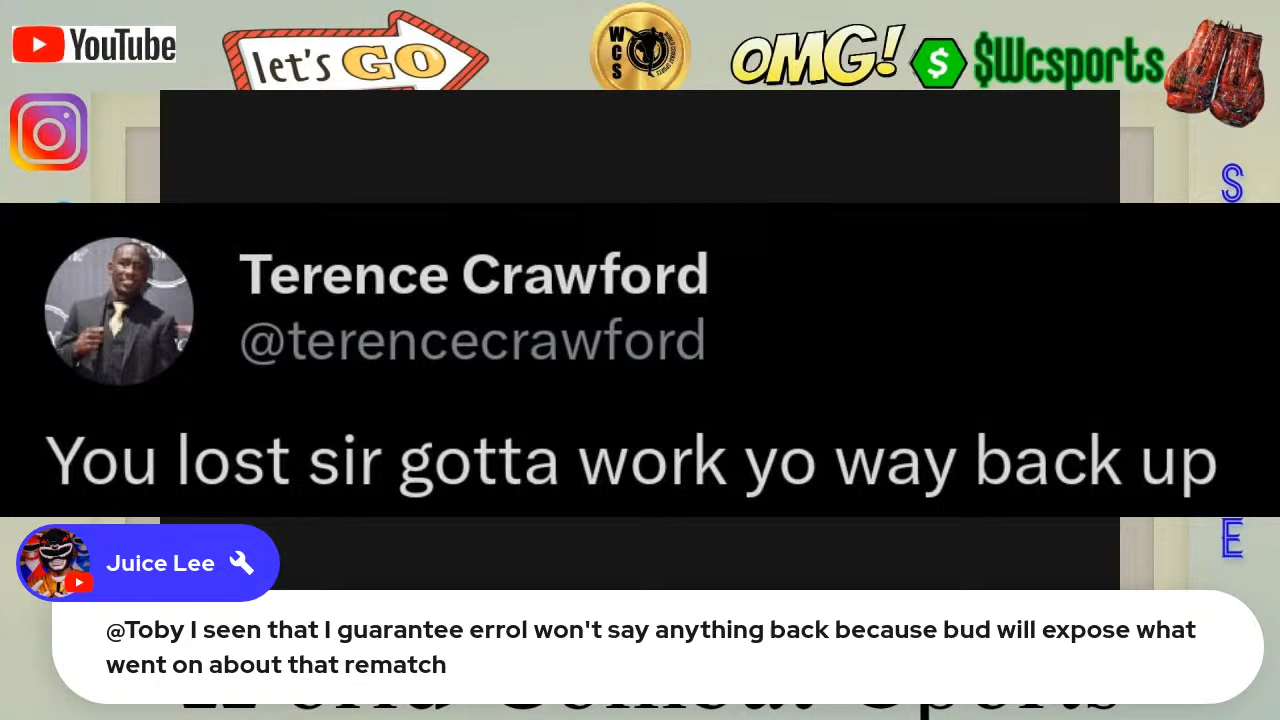 YouTube
let's GO
WCS
OMG!
$Wcsports
S
Terence Crawford
@terencecrawford
You lost sir gotta work yo way back up
E
Juice Lee
@Toby I seen that I guarantee errol won't say anything back because bud will expose what
went on about that rematch